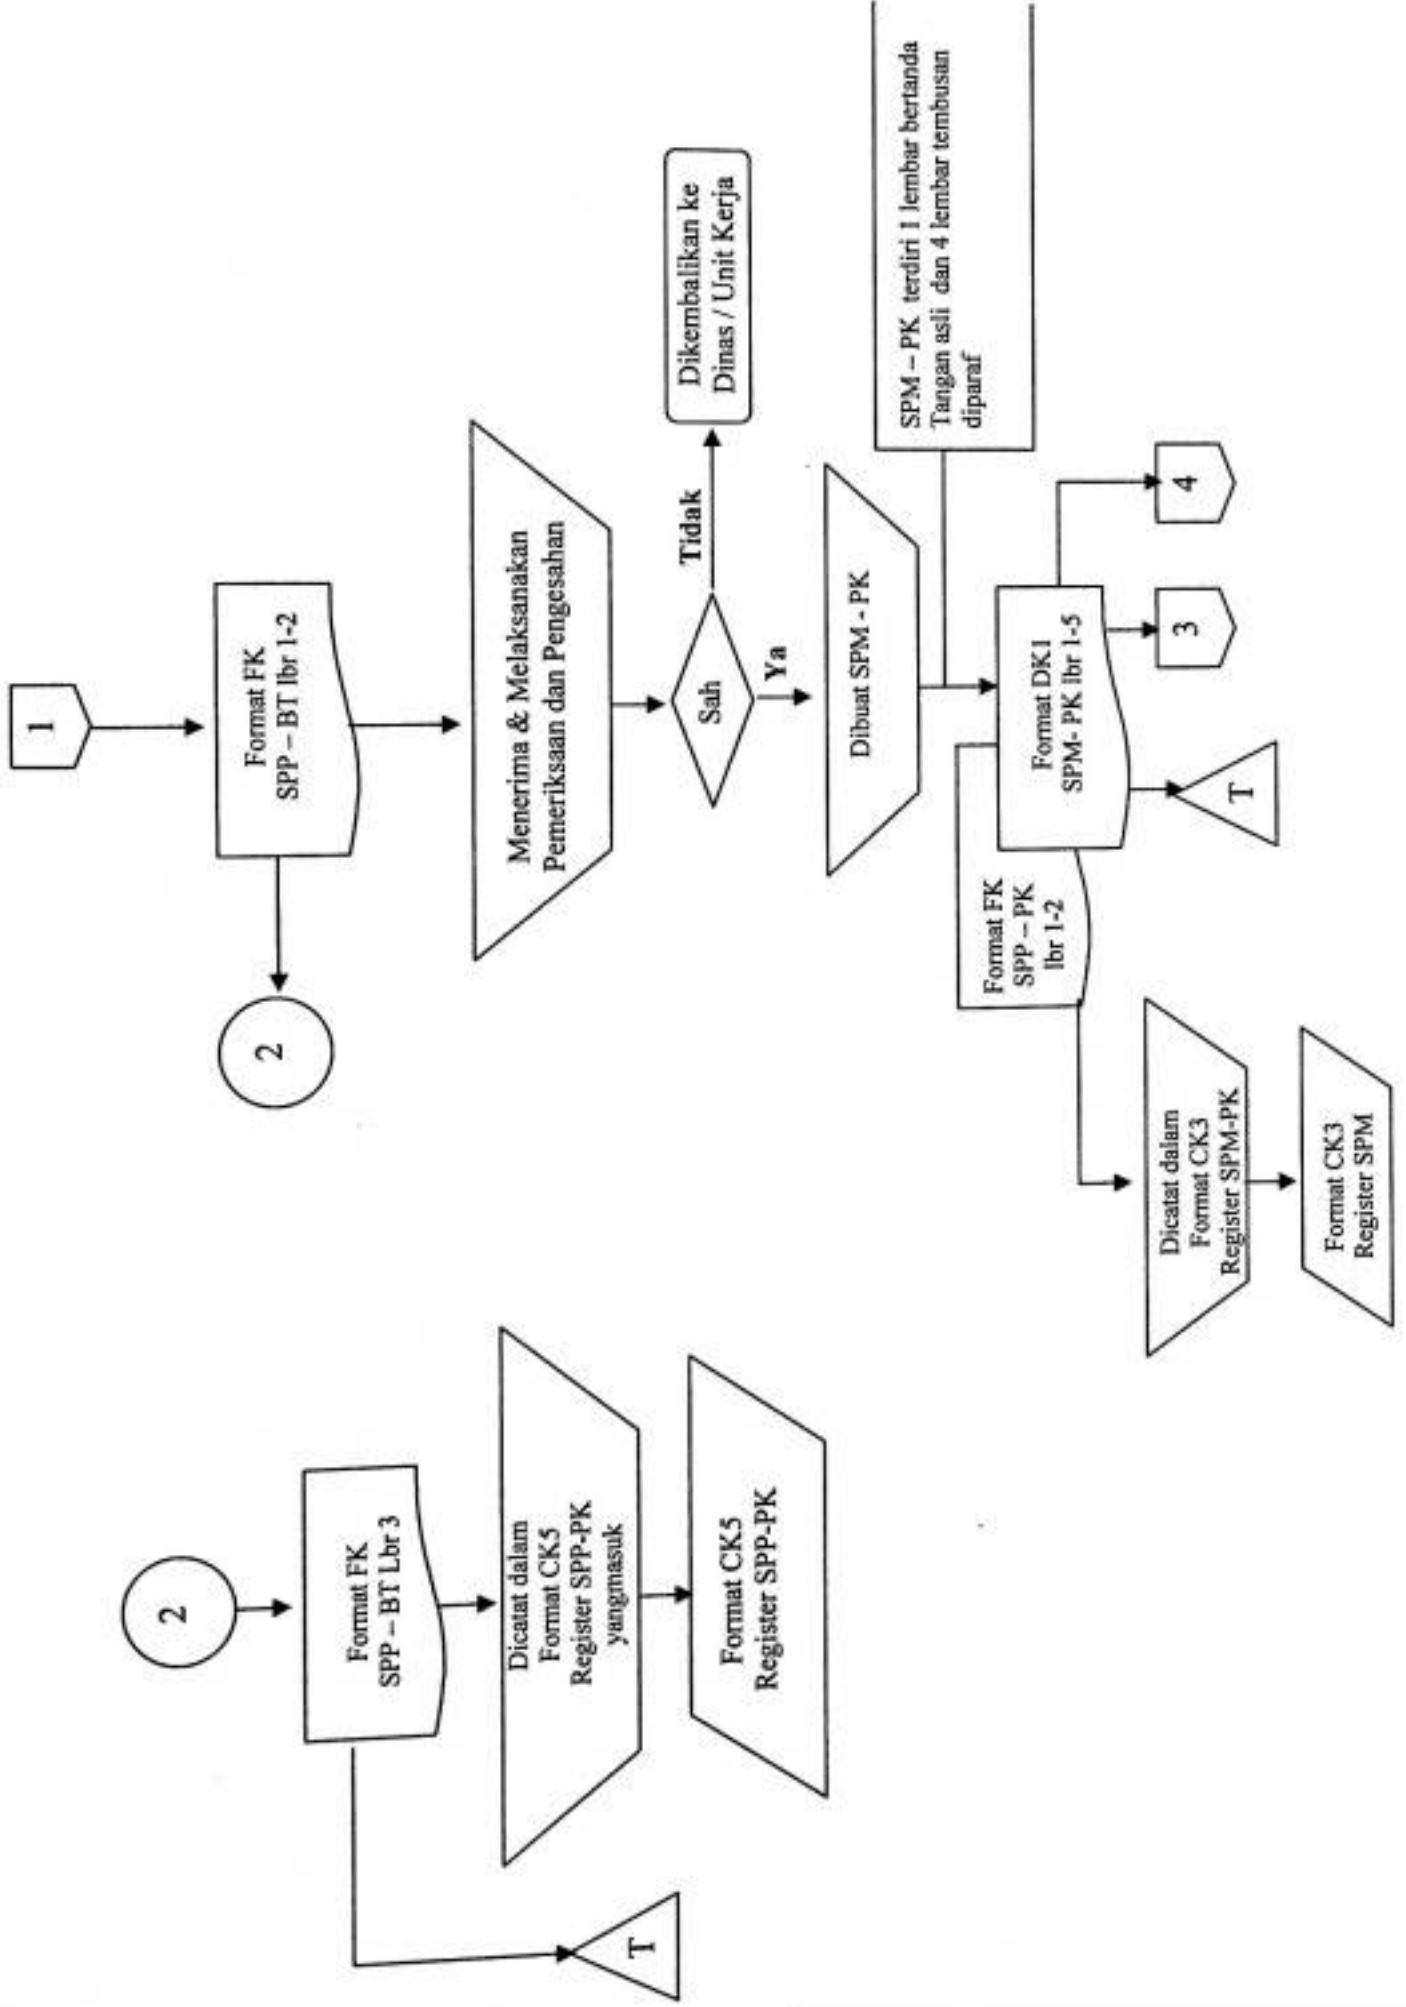 2
Format FK
SPP – BT Lbr 3
Dicatat dalam
Format CK5
Register SPP-PK
yangmasuk
Format CK5
Register SPP-PK
T
1
Format FK
SPP – BT lbr 1-2
2
Menerima & Melaksanakan
Pemeriksaan dan Pengesahan
Sah
Tidak
Dikembalikan ke
Dinas / Unit Kerja
Ya
Dibuat SPM - PK
SPM – PK terdiri 1 lembar bertanda
Tangan asli dan 4 lembar tembusan
diparaf
Format DK1
SPM- PK lbr 1-5
Format FK
SPP – PK
lbr 1-2
T
3
4
Dicatat dalam
Format CK3
Register SPM-PK
Format CK3
Register SPM